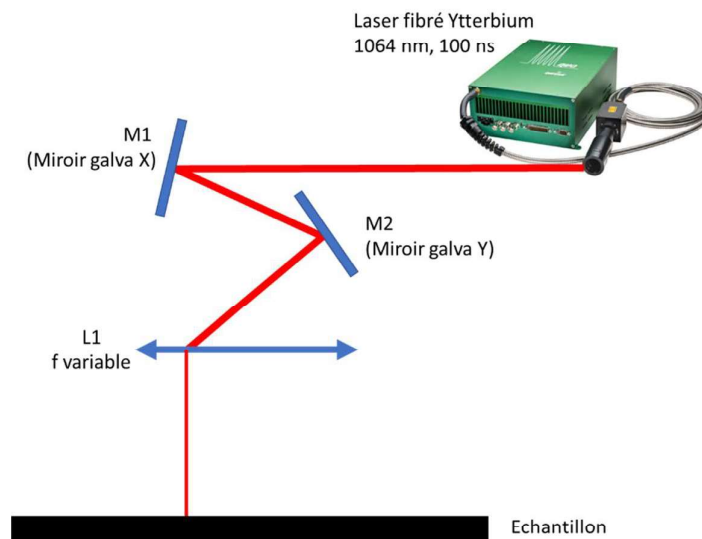 Laser fibré Ytterbium
1064 nm, 100 ns
M1
(Miroir galva X)
M2
(Miroir galva Y)
L1
f variable
Echantillon